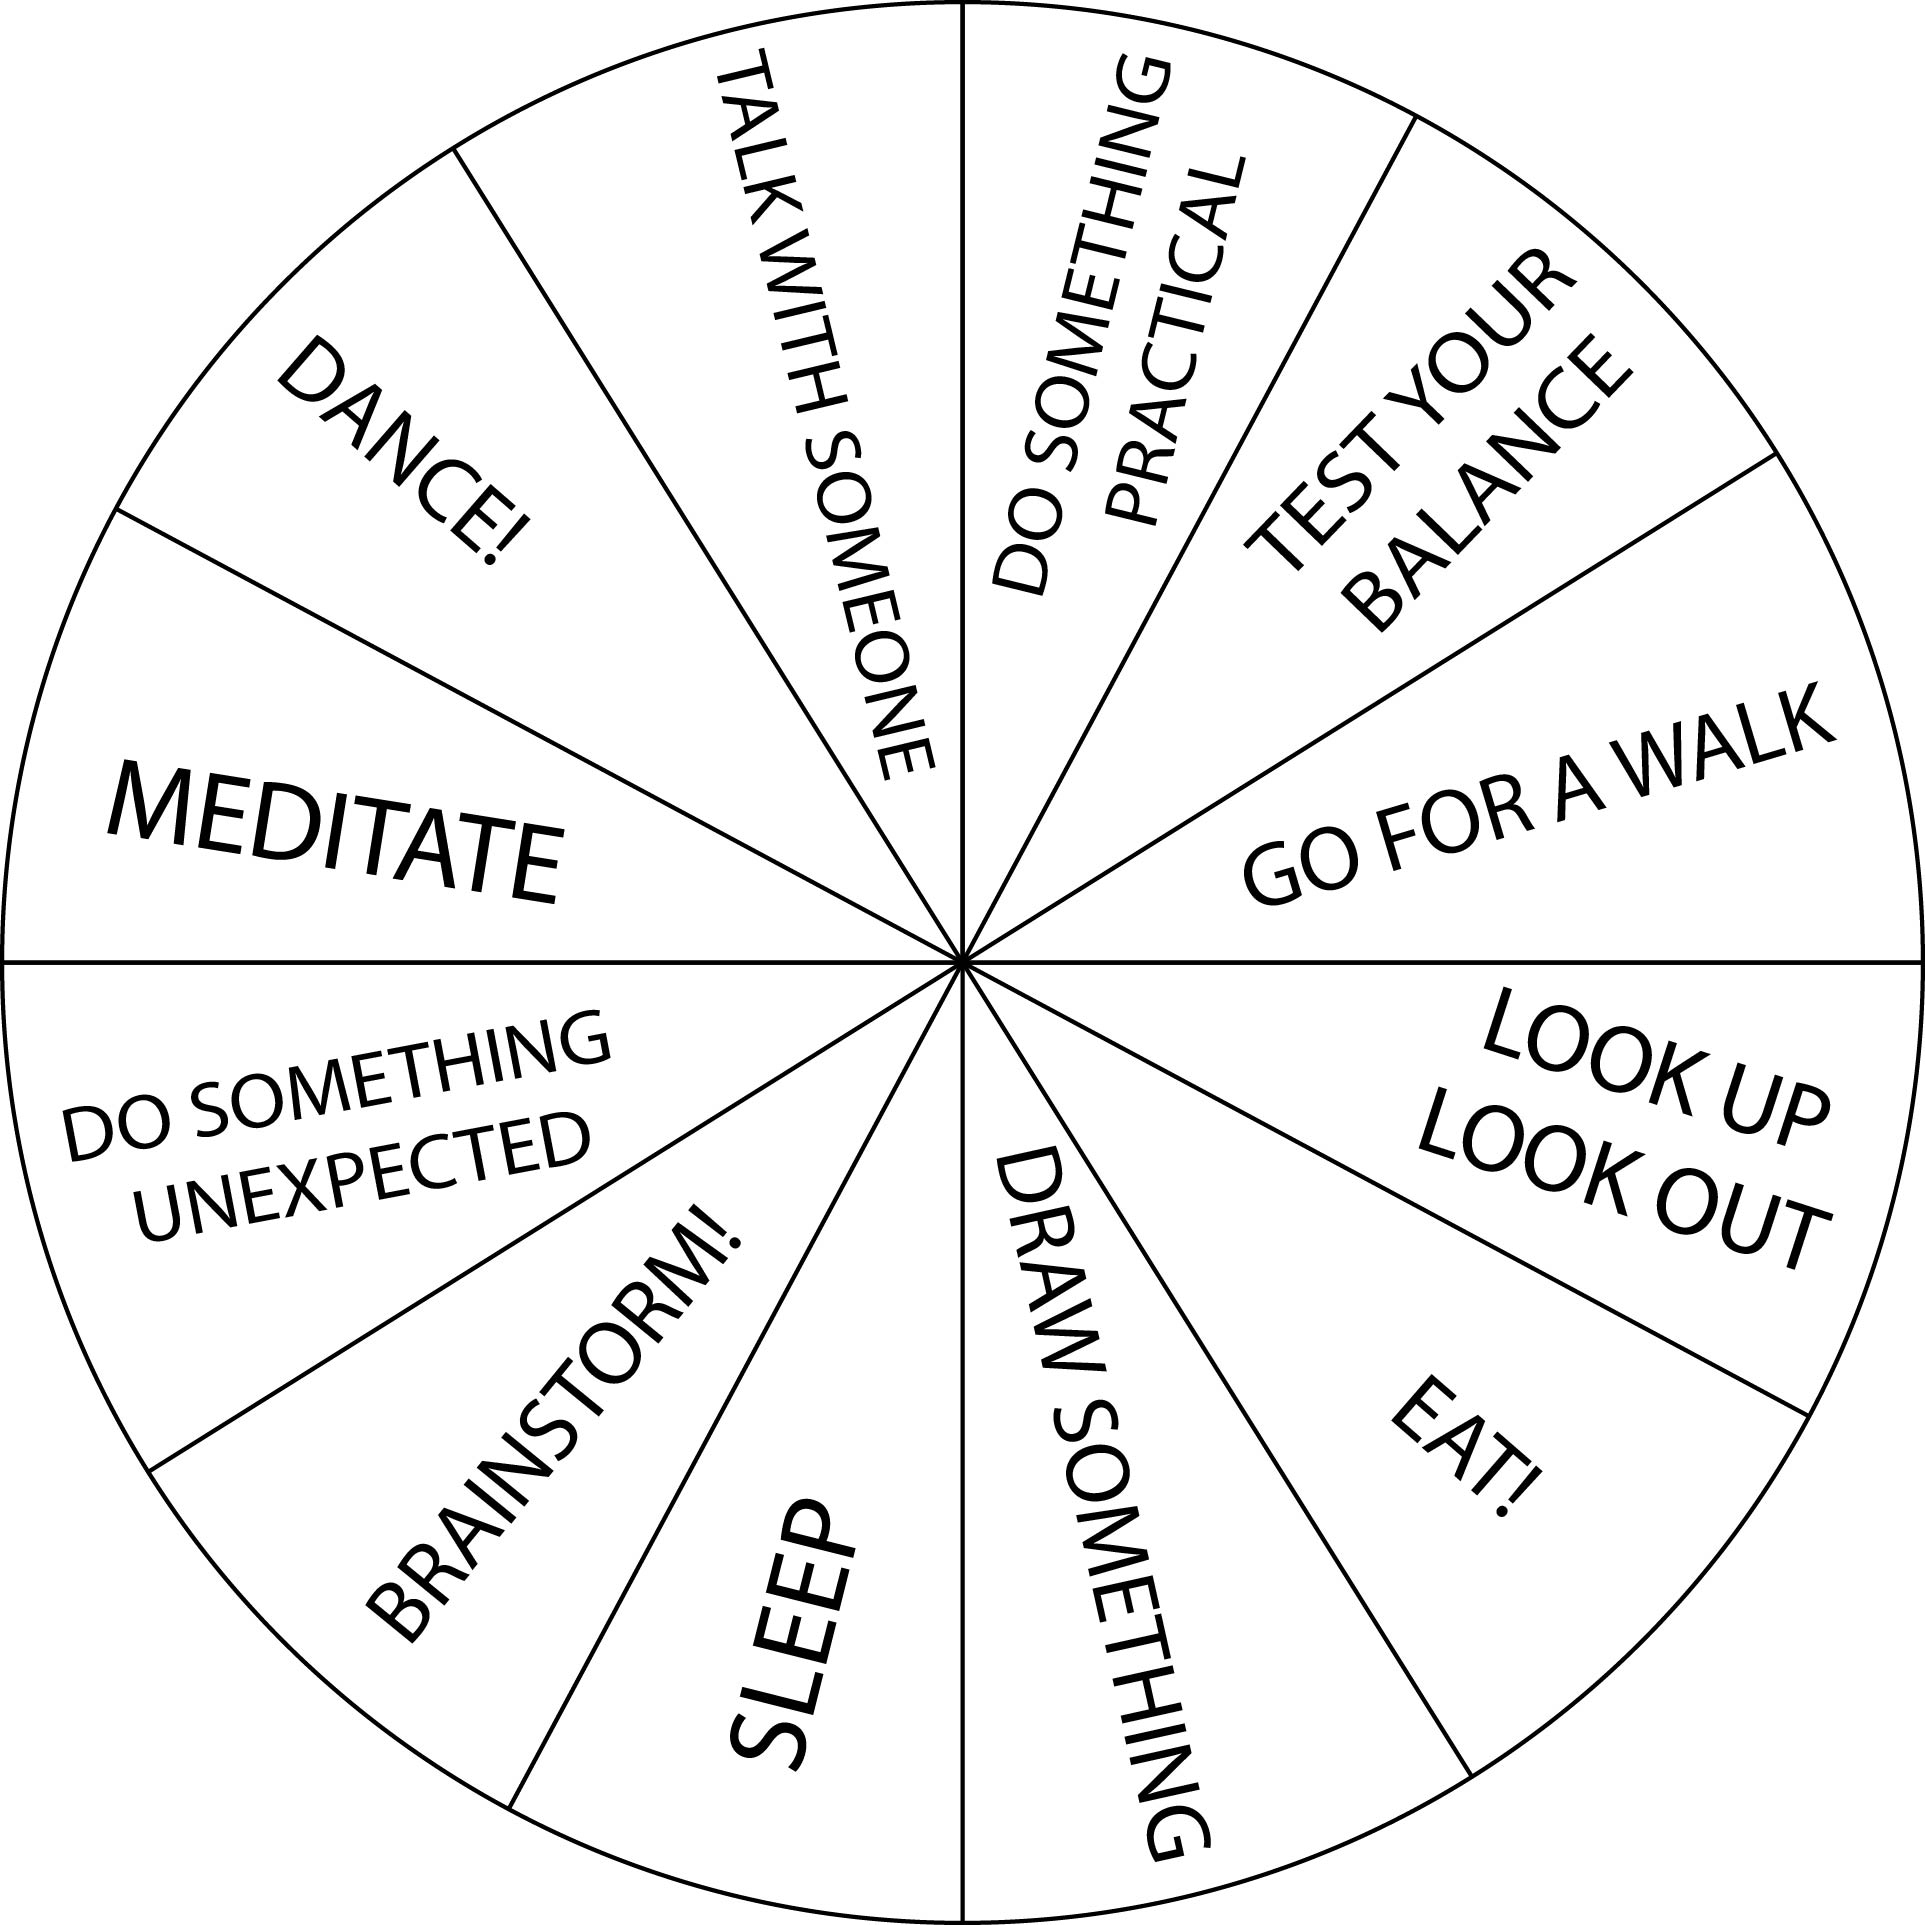 DO SOMETHING
PRACTICAL
TEST YOUR
BALANCE
GO FOR A WALK
LOOK UP
LOOK OUT
EAT!
DRAW SOMETHING
SLEEP
BRAINSTORM!!
DO SOMETHING
UNEXPECTED
MEDITATE
DANCE!
TALK WITH SOMEONE